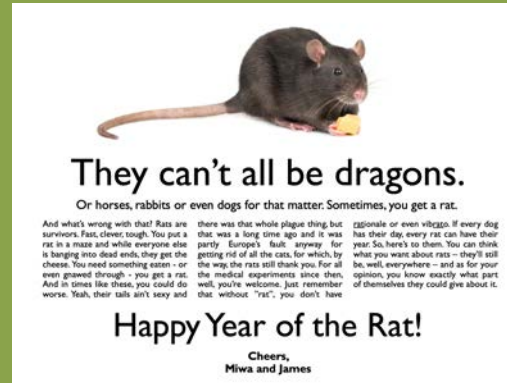 They can't all be dragons.
Or horses, rabbits or even dogs for that matter. Sometimes, you get a rat.
And what's wrong with that? Rats are
survivors. Fast, clever, tough. You put a
rat in a maze and while everyone else
is banging into dead ends, they get the
cheese. You need something eaten - or
even gnawed through - you get a rat.
And in times like these, you could do
worse. Yeah, their tails ain't sexy and
there was that whole plague thing, but
that was a long time ago and it was
partly Europe's fault anyway for
getting rid of all the cats, for which, by
the way, the rats still thank you. For all
the medical experiments since then,
well, you're welcome. Just remember
that without "rat", you don't have
rationale or even vibrato. If every dog
has their day, every rat can have their
year. So, here's to them. You can think
what you want about rats – they'll still
be, well, everywhere – and as for your
opinion, you know exactly what part
of themselves they could give about it.
Happy Year of the Rat!
Cheers,
Miwa and James